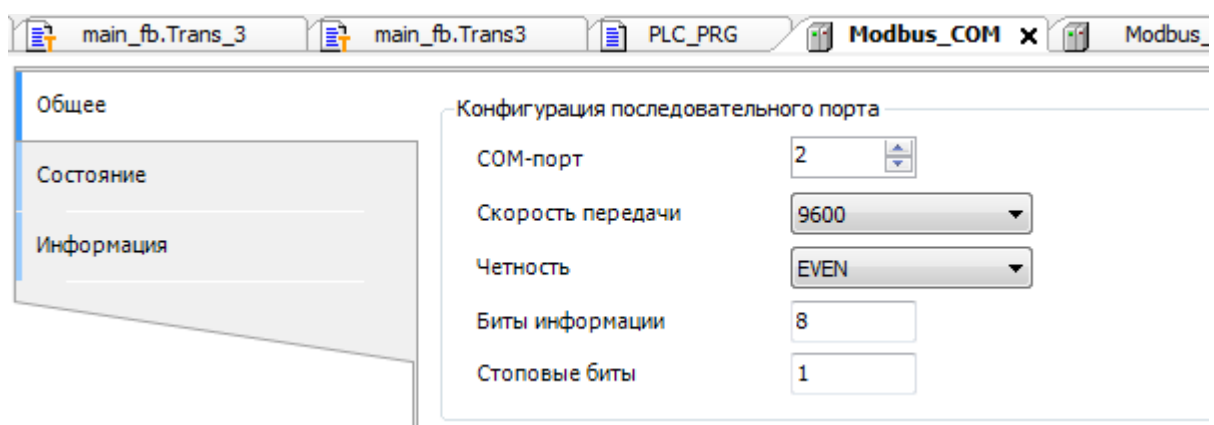 main_fb.Trans_3 main_fb.Trans3 PLC_PRG Modbus_COM Modbus_
Общее
Состояние
Информация
Конфигурация последовательного порта
COM-порт 2
Скорость передачи 9600
Четность EVEN
Биты информации 8
Стоповые биты 1